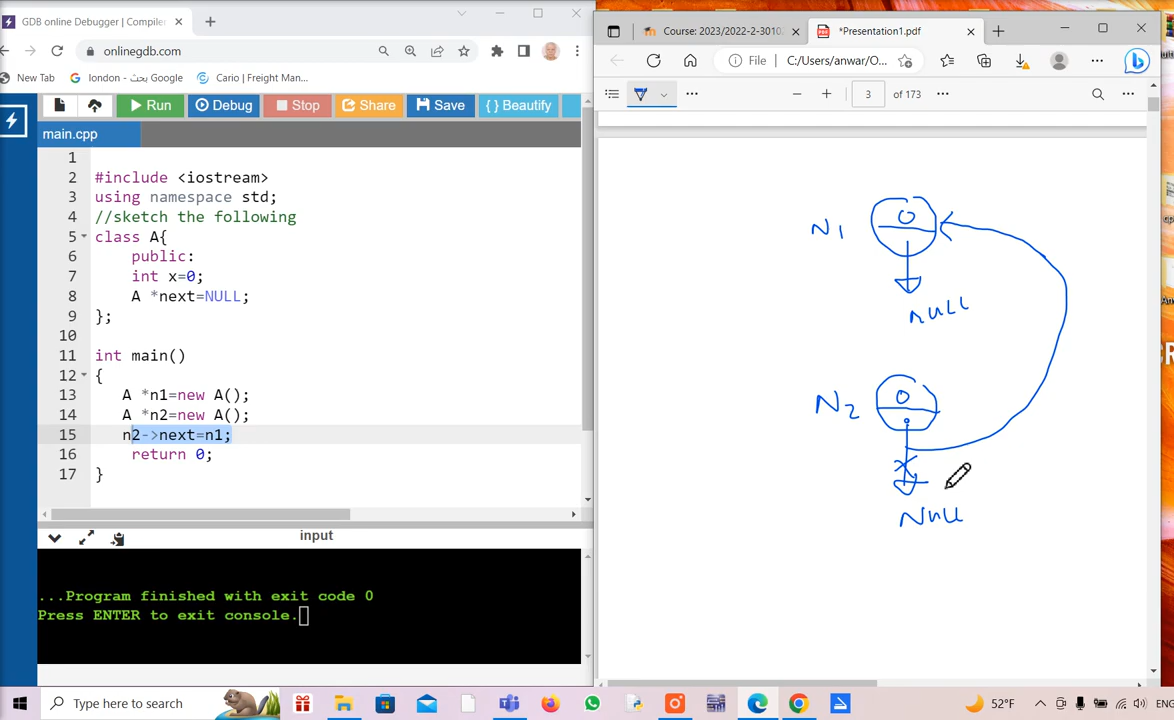 GDB online Debugger | Compiler
onlinegdb.com
New Tab
london - بحث Google
Cario | Freight Man...
Run
Debug
Stop
Share
Save
{ } Beautify
main.cpp
1
2 #include <iostream>
3 using namespace std;
4 //sketch the following
5 class A{
6 public:
7 int x=0;
8 A *next=NULL;
9 };
10
11 int main()
12 {
13 A *n1=new A();
14 A *n2=new A();
15 n2->next=n1;
16 return 0;
17 }
input
...Program finished with exit code 0
Press ENTER to exit console.
Course: 2023/2022-2-3010
*Presentation1.pdf
File
C:/Users/anwar/O...
3 of 173
N1
0
NULL
N2
0
X
Null
Type here to search
52°F